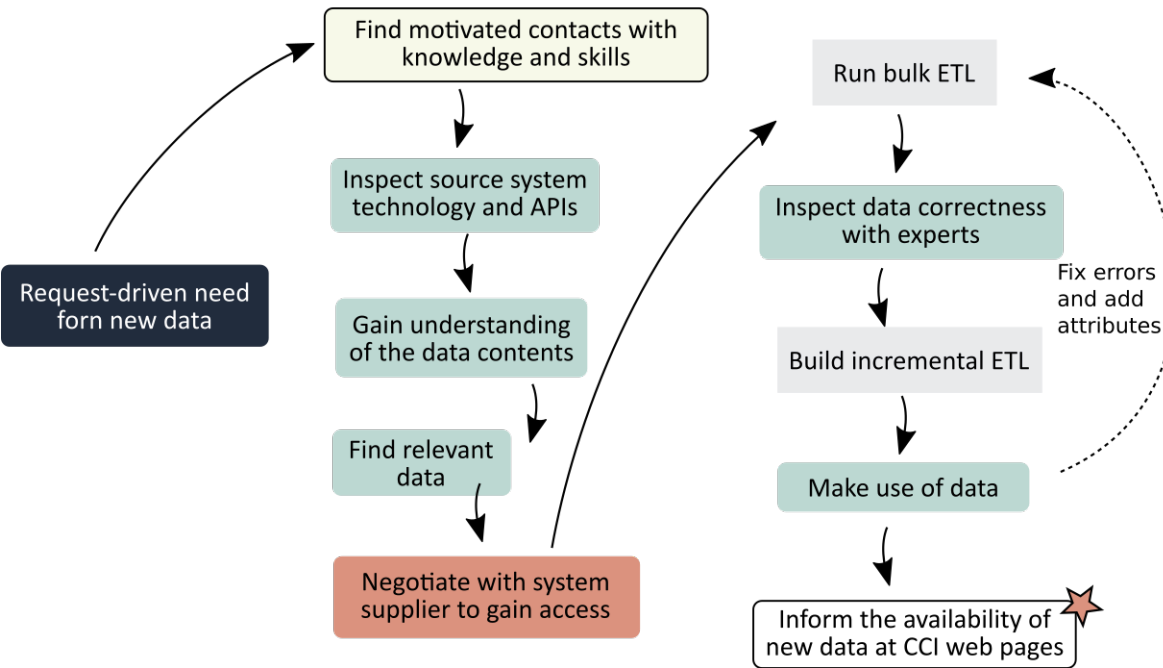 Request-driven need
forn new data
Find motivated contacts with
knowledge and skills
Inspect source system
technology and APIs
Gain understanding
of the data contents
Find relevant
data
Negotiate with system
supplier to gain access
Run bulk ETL
Inspect data correctness
with experts
Build incremental ETL
Make use of data
Fix errors
and add
attributes
Inform the availability of
new data at CCI web pages